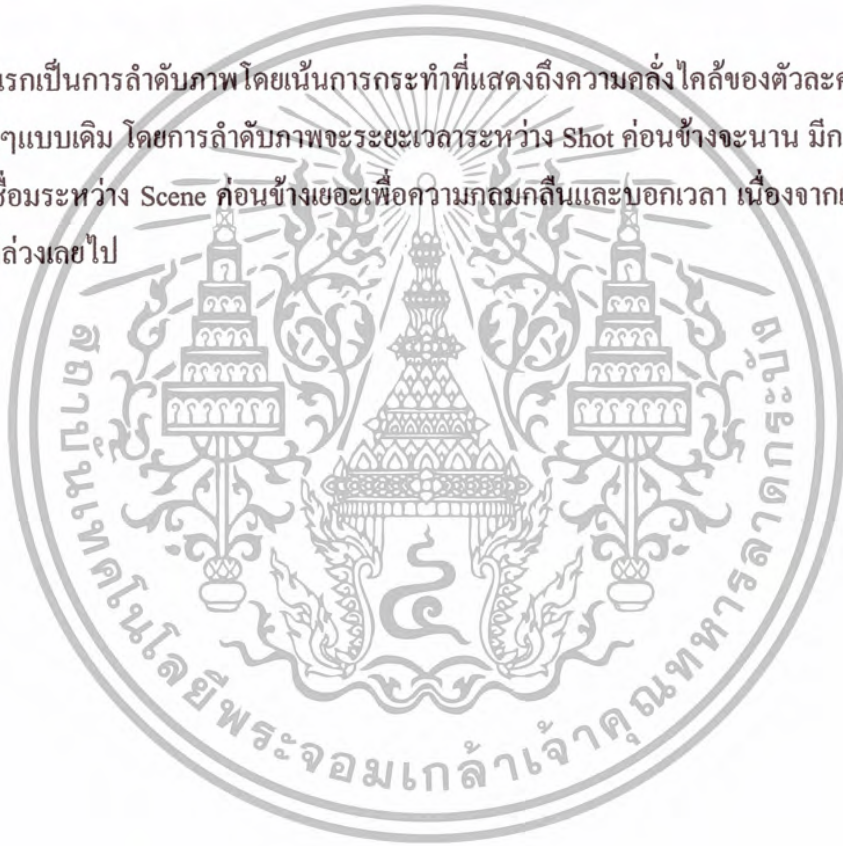 แรกเป็นการลำดับภาพโดยเน้นการกระทำที่แสดงถึงความคลั่งไคล้ของตัวละค
ๆแบบเดิม โดยการลำดับภาพจะระยะเวลาระหว่าง Shot ค่อนข้างจะนาน มีก
ชื่อมระหว่าง Scene ค่อนข้างเยอะเพื่อความกลมกลืนและบอกเวลา เนื่องจาก
ล่วงเลยไป
สถาบันเทคโนโลยีพระจอมเกล้าเจ้าคุณทหารลาดกระบัง
๔